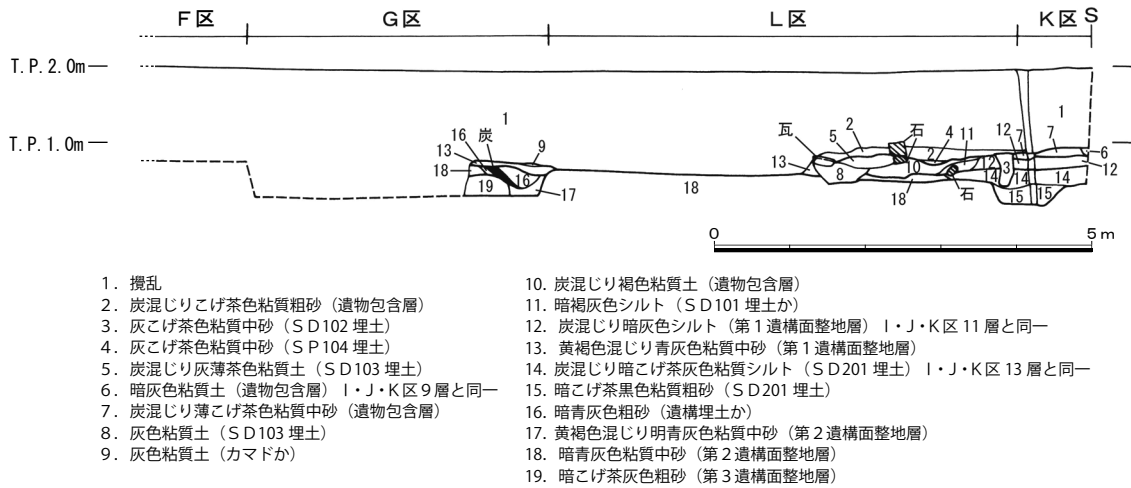 F区 G区 L区 K区 S
T.P.2.0m
T.P.1.0m
1 1
16 炭 9 瓦 5 2 石 4 11 12 7 7 6
13 13 2 12
18 19 16 17 18 8 10 18 石 12 14 3 14 14
15 15
0 5m
1. 攪乱
2. 炭混じりこげ茶色粘質粗砂（遺物包含層）
3. 灰こげ茶色粘質中砂（ＳＤ102 埋土）
4. 灰こげ茶色粘質中砂（ＳＰ104 埋土）
5. 炭混じり灰薄茶色粘質土（ＳＤ103 埋土）
6. 暗灰色粘質土（遺物包含層）Ｉ・Ｊ・Ｋ区９層と同一
7. 炭混じり薄こげ茶色粘質中砂（遺物包含層）
8. 灰色粘質土（ＳＤ103 埋土）
9. 灰色粘質土（カマドか）
10. 炭混じり褐色粘質土（遺物包含層）
11. 暗褐灰色シルト（ＳＤ101 埋土か）
12. 炭混じり暗灰色シルト（第１遺構面整地層）Ｉ・Ｊ・Ｋ区 11 層と同一
13. 黄褐色混じり青灰色粘質中砂（第１遺構面整地層）
14. 炭混じり暗こげ茶灰色粘質シルト（ＳＤ201 埋土）Ｉ・Ｊ・Ｋ区 13 層と同一
15. 暗こげ茶黒色粘質粗砂（ＳＤ201 埋土）
16. 暗青灰色粗砂（遺構埋土か）
17. 黄褐色混じり明青灰色粘質中砂（第２遺構面整地層）
18. 暗青灰色粘質中砂（第２遺構面整地層）
19. 暗こげ茶灰色粗砂（第３遺構面整地層）